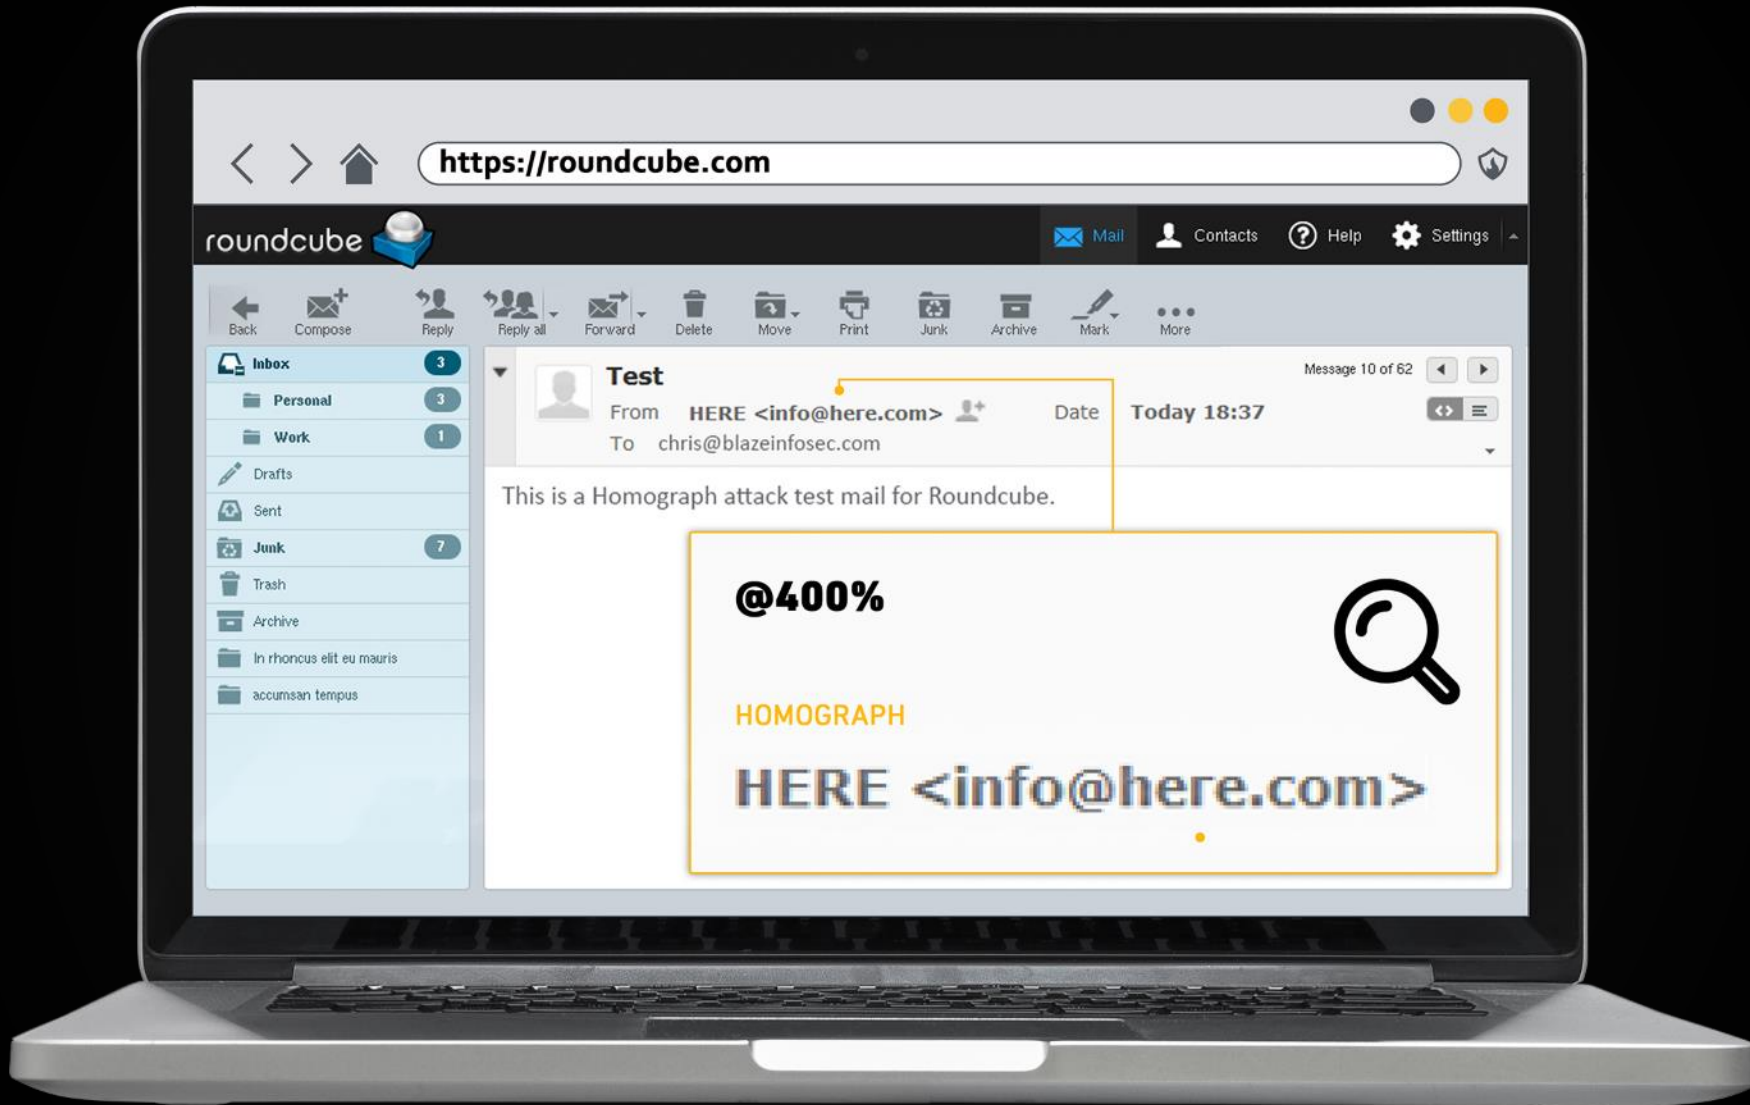 https://roundcube.com
roundcube
Mail Contacts Help Settings
Back Compose Reply Reply all Forward Delete Move Print Junk Archive Mark More
Inbox 3
Personal 3
Work 1
Drafts
Sent
Junk 7
Trash
Archive
In rhoncus elit eu mauris
accumsan tempus
Test
Message 10 of 62
From HERE <info@here.com> Date Today 18:37
To chris@blazeinfosec.com
This is a Homograph attack test mail for Roundcube.
@400%
HOMOGRAPH
HERE <info@here.com>